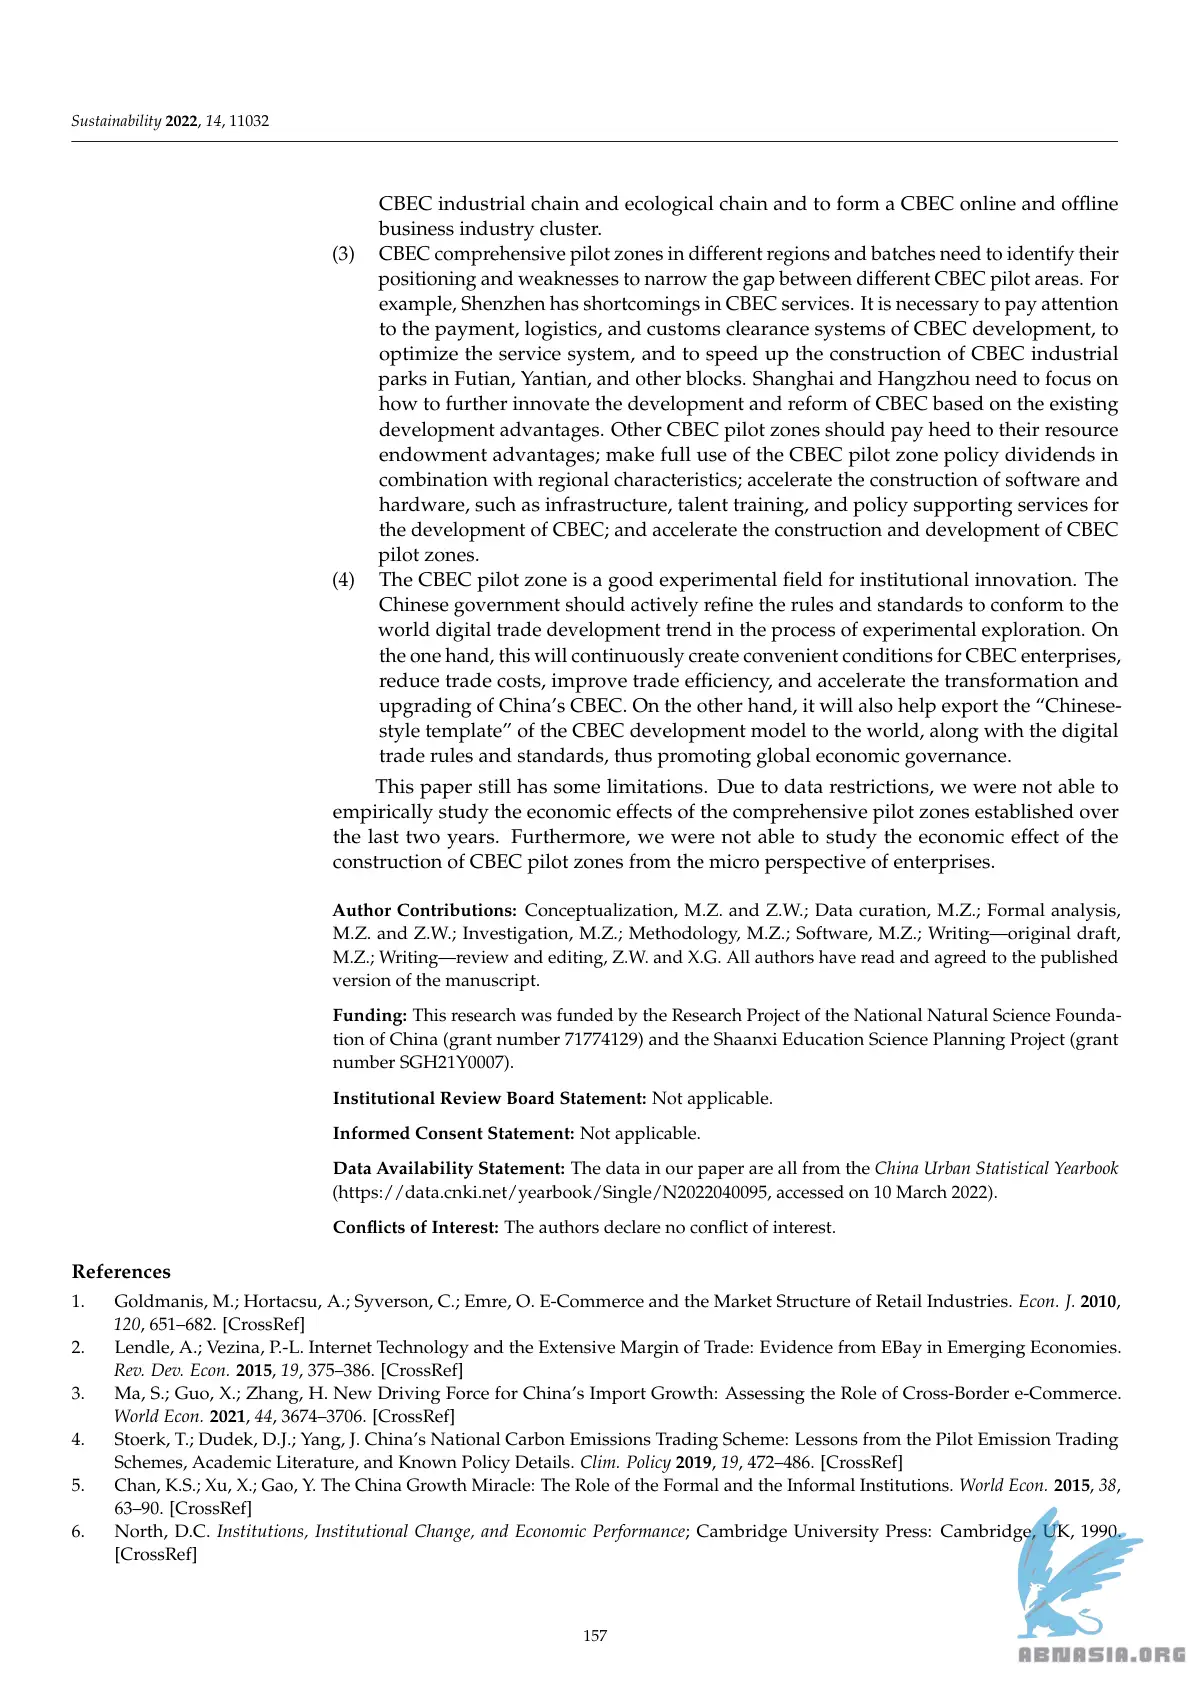 Sustainability 2022, 14, 11032
CBEC industrial chain and ecological chain and to form a CBEC online and offline
business industry cluster.
(3) CBEC comprehensive pilot zones in different regions and batches need to identify their
positioning and weaknesses to narrow the gap between different CBEC pilot areas. For
example, Shenzhen has shortcomings in CBEC services. It is necessary to pay attention
to the payment, logistics, and customs clearance systems of CBEC development, to
optimize the service system, and to speed up the construction of CBEC industrial
parks in Futian, Yantian, and other blocks. Shanghai and Hangzhou need to focus on
how to further innovate the development and reform of CBEC based on the existing
development advantages. Other CBEC pilot zones should pay heed to their resource
endowment advantages; make full use of the CBEC pilot zone policy dividends in
combination with regional characteristics; accelerate the construction of software and
hardware, such as infrastructure, talent training, and policy supporting services for
the development of CBEC; and accelerate the construction and development of CBEC
pilot zones.
(4) The CBEC pilot zone is a good experimental field for institutional innovation. The
Chinese government should actively refine the rules and standards to conform to the
world digital trade development trend in the process of experimental exploration. On
the one hand, this will continuously create convenient conditions for CBEC enterprises,
reduce trade costs, improve trade efficiency, and accelerate the transformation and
upgrading of China's CBEC. On the other hand, it will also help export the “Chinese-
style template” of the CBEC development model to the world, along with the digital
trade rules and standards, thus promoting global economic governance.
This paper still has some limitations. Due to data restrictions, we were not able to
empirically study the economic effects of the comprehensive pilot zones established over
the last two years. Furthermore, we were not able to study the economic effect of the
construction of CBEC pilot zones from the micro perspective of enterprises.
Author Contributions: Conceptualization, M.Z. and Z.W.; Data curation, M.Z.; Formal analysis,
M.Z. and Z.W.; Investigation, M.Z.; Methodology, M.Z.; Software, M.Z.; Writing—original draft,
M.Z.; Writing—review and editing, Z.W. and X.G. All authors have read and agreed to the published
version of the manuscript.
Funding: This research was funded by the Research Project of the National Natural Science Founda-
tion of China (grant number 71774129) and the Shaanxi Education Science Planning Project (grant
number SGH21Y0007).
Institutional Review Board Statement: Not applicable.
Informed Consent Statement: Not applicable.
Data Availability Statement: The data in our paper are all from the China Urban Statistical Yearbook
(https://data.cnki.net/yearbook/Single/N2022040095, accessed on 10 March 2022).
Conflicts of Interest: The authors declare no conflict of interest.
References
1. Goldmanis, M.; Hortacsu, A.; Syverson, C.; Emre, O. E-Commerce and the Market Structure of Retail Industries. Econ. J. 2010,
120, 651–682. [CrossRef]
2. Lendle, A.; Vezina, P.-L. Internet Technology and the Extensive Margin of Trade: Evidence from EBay in Emerging Economies.
Rev. Dev. Econ. 2015, 19, 375–386. [CrossRef]
3. Ma, S.; Guo, X.; Zhang, H. New Driving Force for China's Import Growth: Assessing the Role of Cross-Border e-Commerce.
World Econ. 2021, 44, 3674–3706. [CrossRef]
4. Stoerk, T.; Dudek, D.J.; Yang, J. China's National Carbon Emissions Trading Scheme: Lessons from the Pilot Emission Trading
Schemes, Academic Literature, and Known Policy Details. Clim. Policy 2019, 19, 472–486. [CrossRef]
5. Chan, K.S.; Xu, X.; Gao, Y. The China Growth Miracle: The Role of the Formal and the Informal Institutions. World Econ. 2015, 38,
63–90. [CrossRef]
6. North, D.C. Institutions, Institutional Change, and Economic Performance; Cambridge University Press: Cambridge, UK, 1990.
[CrossRef]
157
ABNASIA.ORG